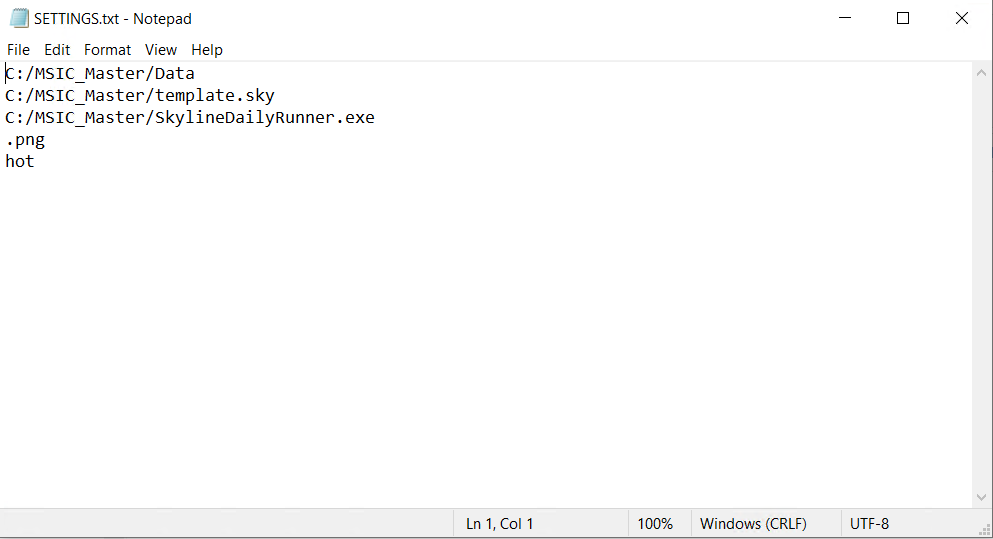 SETTINGS.txt - Notepad
File Edit Format View Help
C:/MSIC_Master/Data
C:/MSIC_Master/template.sky
C:/MSIC_Master/SkylineDailyRunner.exe
.png
hot
Ln 1, Col 1 100% Windows (CRLF) UTF-8